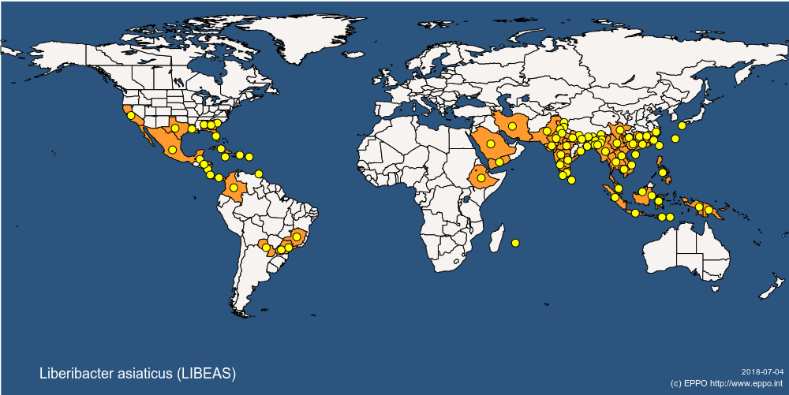 Liberibacter asiaticus (LIBEAS)
2018-07-04
(c) EPPO http://www.eppo.int